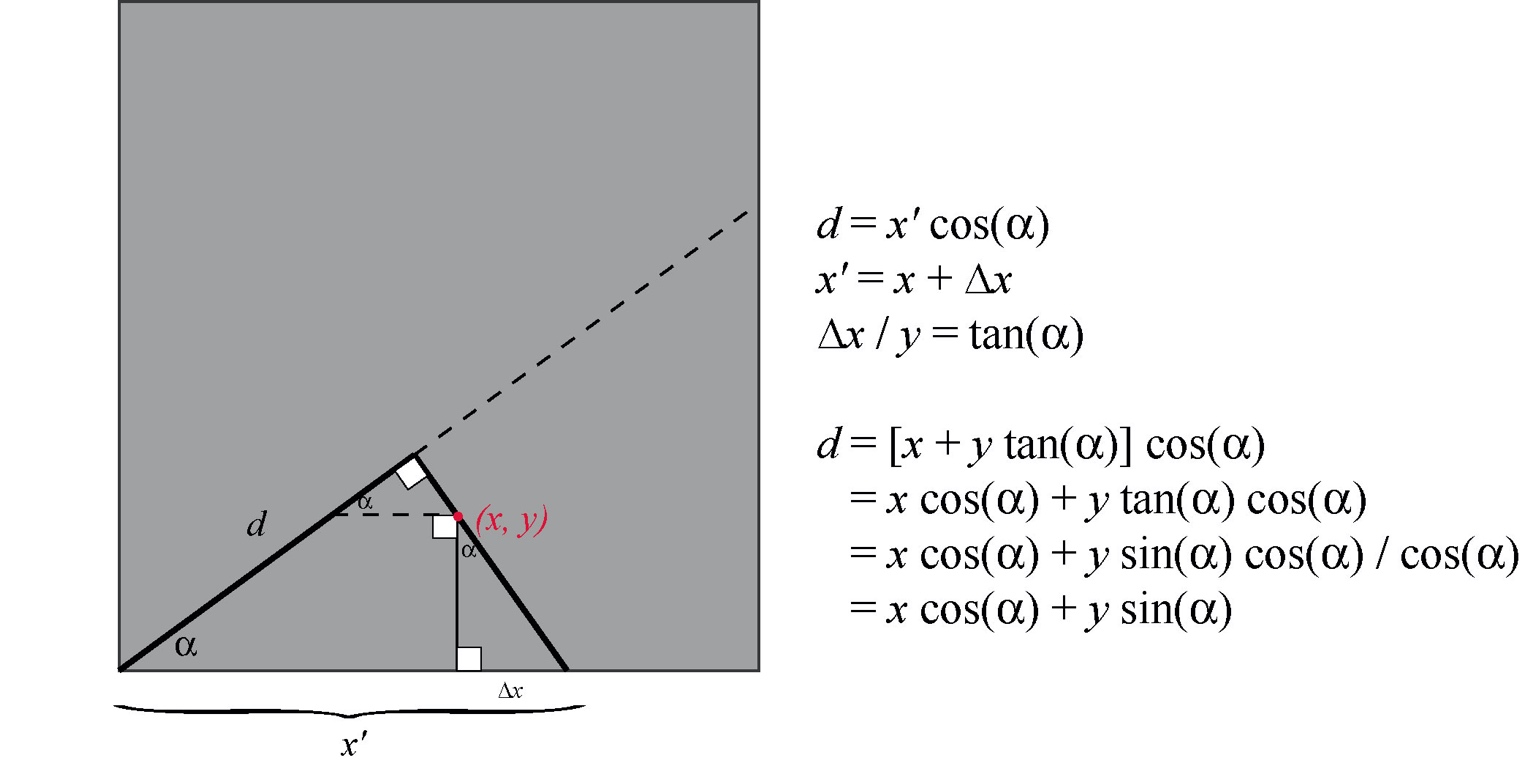 α
d
(x, y)
α
α
Δx
x′
d = x′ cos(α)
x′ = x + Δx
Δx / y = tan(α)
d = [x + y tan(α)] cos(α)
= x cos(α) + y tan(α) cos(α)
= x cos(α) + y sin(α) cos(α) / cos(α)
= x cos(α) + y sin(α)